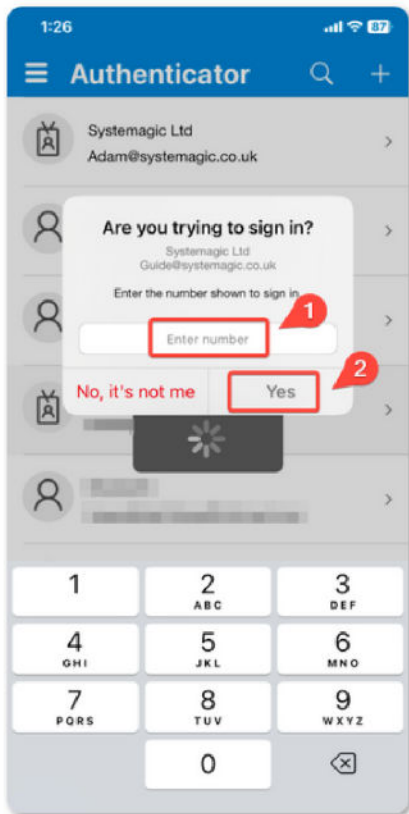 1:26
87
Authenticator
Systemagic Ltd
Adam@systemagic.co.uk
Are you trying to sign in?
Systemagic Ltd
Guide@systemagic.co.uk
Enter the number shown to sign in.
1
Enter number
2
No, it's not me
Yes
1
2
ABC
3
DEF
4
GHI
5
JKL
6
MNO
7
PQRS
8
TUV
9
WXYZ
0